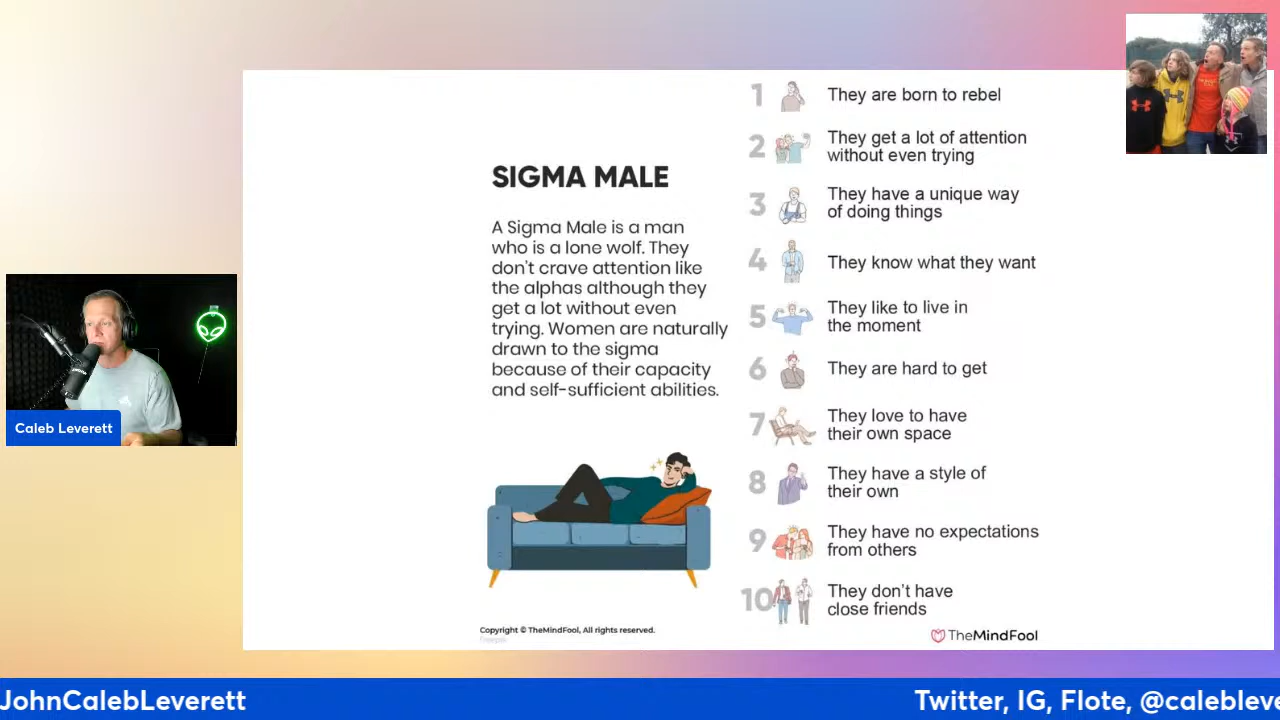 SIGMA MALE
A Sigma Male is a man
who is a lone wolf. They
don't crave attention like
the alphas although they
get a lot without even
trying. Women are naturally
drawn to the sigma
because of their capacity
and self-sufficient abilities.
1 They are born to rebel
2 They get a lot of attention
without even trying
3 They have a unique way
of doing things
4 They know what they want
5 They like to live in
the moment
6 They are hard to get
7 They love to have
their own space
8 They have a style of
their own
9 They have no expectations
from others
10 They don't have
close friends
Copyright © TheMindFool, All rights reserved.
TheMindFool
Caleb Leverett
JohnCalebLeverett
Twitter, IG, Flote, @calebleve